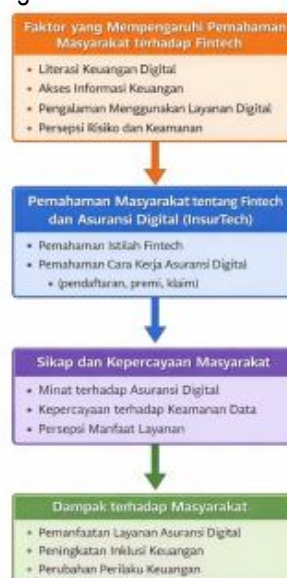 Faktor yang Mempengaruhi Pemahaman
Masyarakat terhadap Fintech
• Literasi Keuangan Digital
• Akses Informasi Keuangan
• Pengalaman Menggunakan Layanan Digital
• Persepsi Risiko dan Keamanan
Pemahaman Masyarakat tentang Fintech
dan Asuransi Digital (InsurTech)
• Pemahaman Istilah Fintech
• Pemahaman Cara Kerja Asuransi Digital
• (pendaftaran, premi, klaim)
Sikap dan Kepercayaan Masyarakat
• Minat terhadap Asuransi Digital
• Kepercayaan terhadap Keamanan Data
• Persepsi Manfaat Layanan
Dampak terhadap Masyarakat
• Pemanfaatan Layanan Asuransi Digital
• Peningkatan Inklusi Keuangan
• Perubahan Perilaku Keuangan